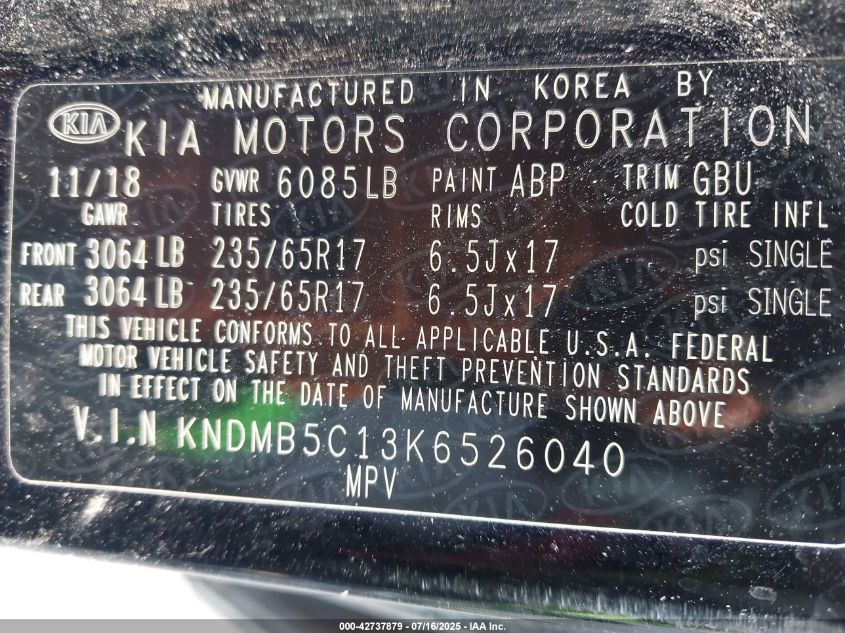 MANUFACTURED IN KOREA BY
KIA KIA MOTORS CORPORATION
11/18 GVWR 6085LB PAINT ABP TRIM GBU
GAWR TIRES RIMS COLD TIRE INFL
FRONT 3064 LB 235/65R17 6.5Jx17 psi SINGLE
REAR 3064 LB 235/65R17 6.5Jx17 psi SINGLE
THIS VEHICLE CONFORMS TO ALL APPLICABLE U.S.A. FEDERAL
MOTOR VEHICLE SAFETY AND THEFT PREVENTION STANDARDS
IN EFFECT ON THE DATE OF MANUFACTURE SHOWN ABOVE
V.I.N KNDMB5C13K6526040
MPV
000-42737879 - 07/16/2025 - IAA Inc.